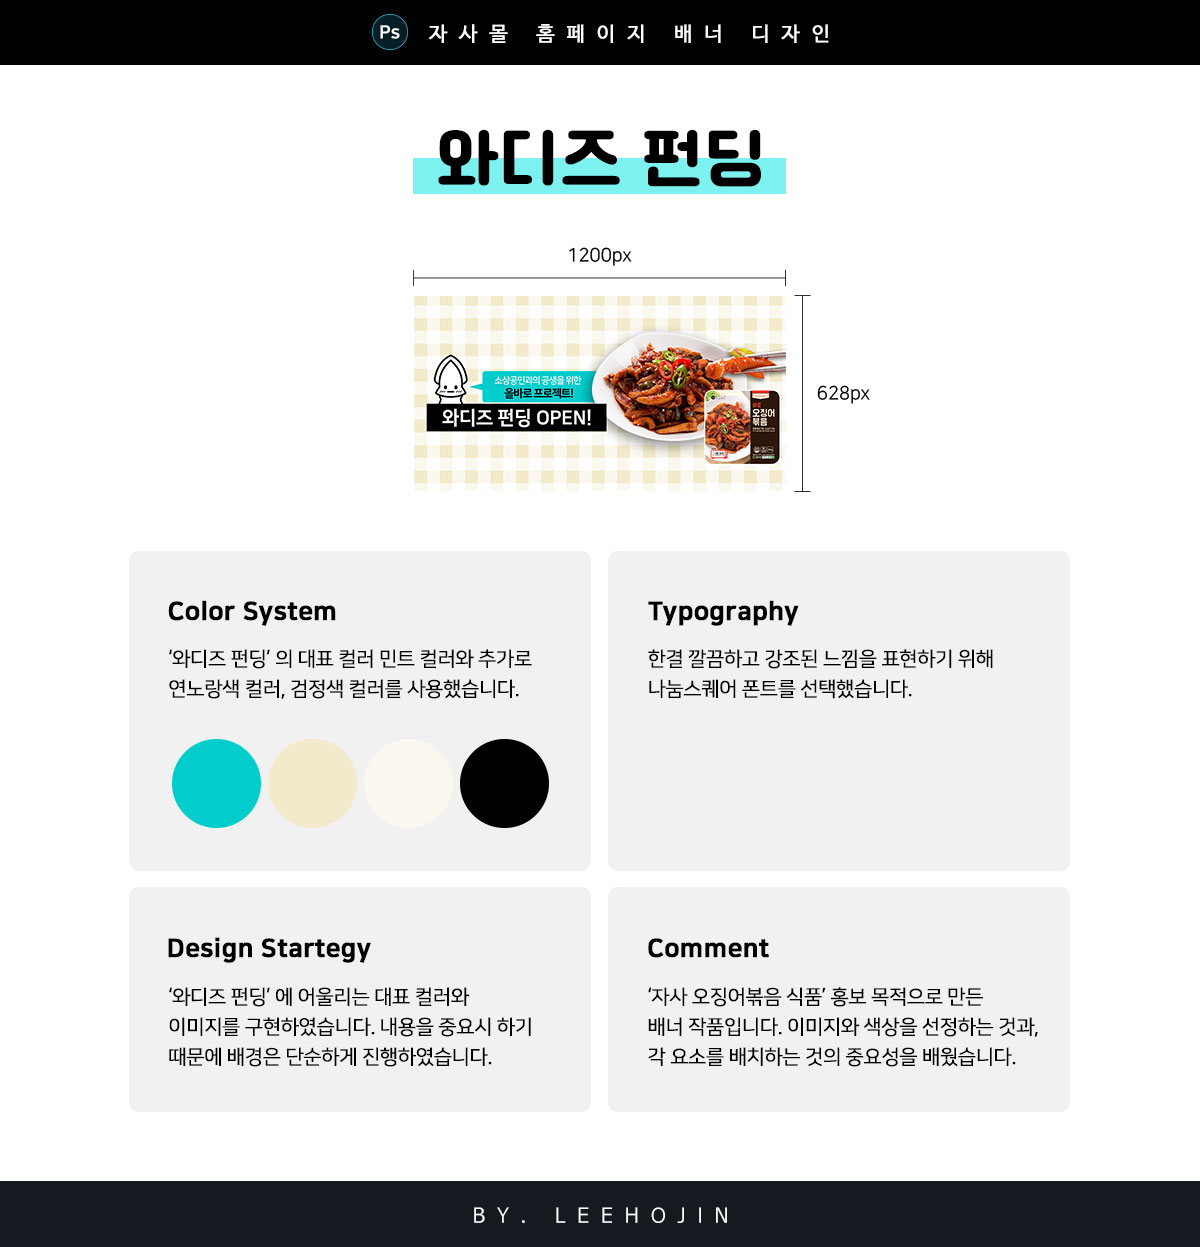 Ps 자사몰 홈페이지 배너 디자인
와디즈 펀딩
1200px
628px
소상공인과의 공생을 위한
올바로 프로젝트!
와디즈 펀딩 OPEN!
오징어
볶음
Color System
‘와디즈 펀딩’ 의 대표 컬러 민트 컬러와 추가로
연노랑색 컬러, 검정색 컬러를 사용했습니다.
Typography
한결 깔끔하고 강조된 느낌을 표현하기 위해
나눔스퀘어 폰트를 선택했습니다.
Design Startegy
‘와디즈 펀딩’ 에 어울리는 대표 컬러와
이미지를 구현하였습니다. 내용을 중요시 하기
때문에 배경은 단순하게 진행하였습니다.
Comment
‘자사 오징어볶음 식품’ 홍보 목적으로 만든
배너 작품입니다. 이미지와 색상을 선정하는 것과,
각 요소를 배치하는 것의 중요성을 배웠습니다.
BY. LEEHOJIN